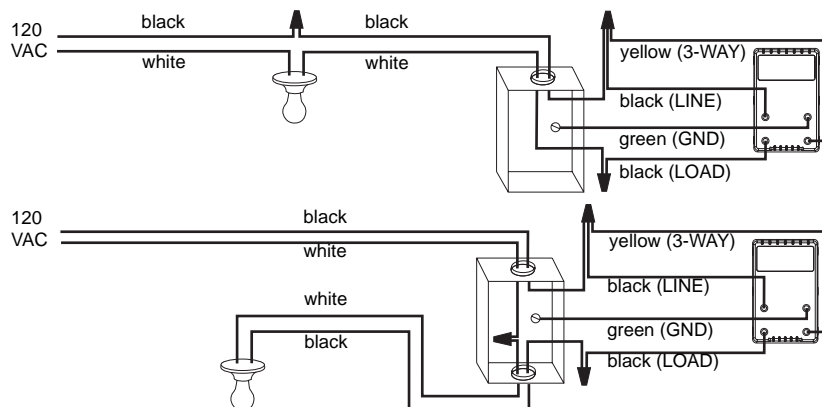 120
VAC
black
black
white
white
yellow (3-WAY)
black (LINE)
green (GND)
black (LOAD)
120
VAC
black
white
yellow (3-WAY)
black (LINE)
white
green (GND)
black
black (LOAD)